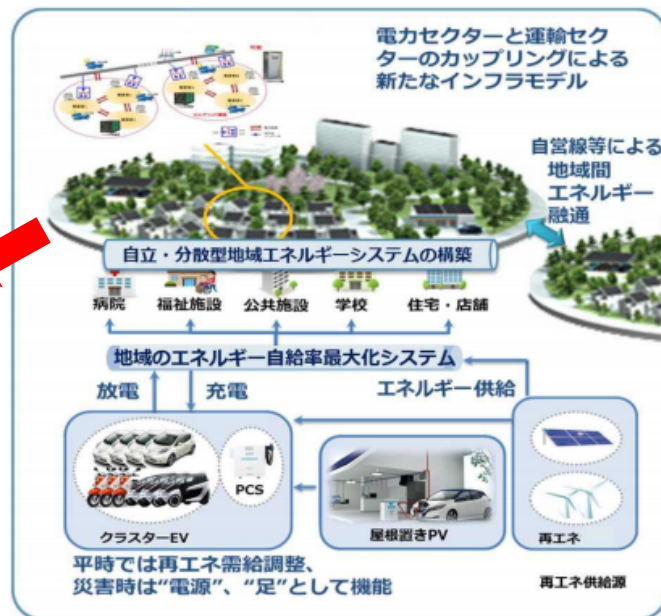 電力セクターと運輸セク
ターのカップリングによる
新たなインフラモデル
自営線等による
地域間
エネルギー
融通
自立・分散型地域エネルギーシステムの構築
病院
福祉施設
公共施設
学校
住宅・店舗
地域のエネルギー自給率最大化システム
放電
充電
エネルギー供給
PCS
クラスターEV
屋根置きPV
再エネ
平時では再エネ需給調整、
災害時は“電源”、“足”として機能
再エネ供給源